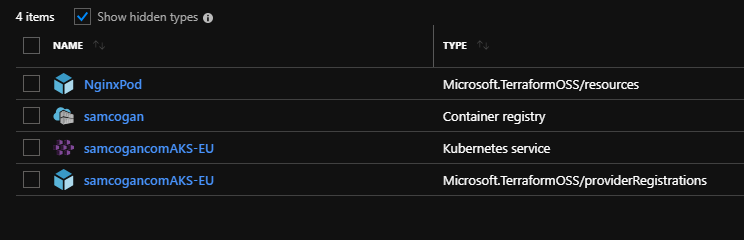 4 items Show hidden types
NAME TYPE
NginxPod Microsoft.TerraformOSS/resources
samcogan Container registry
samcogancomAKS-EU Kubernetes service
samcogancomAKS-EU Microsoft.TerraformOSS/providerRegistrations